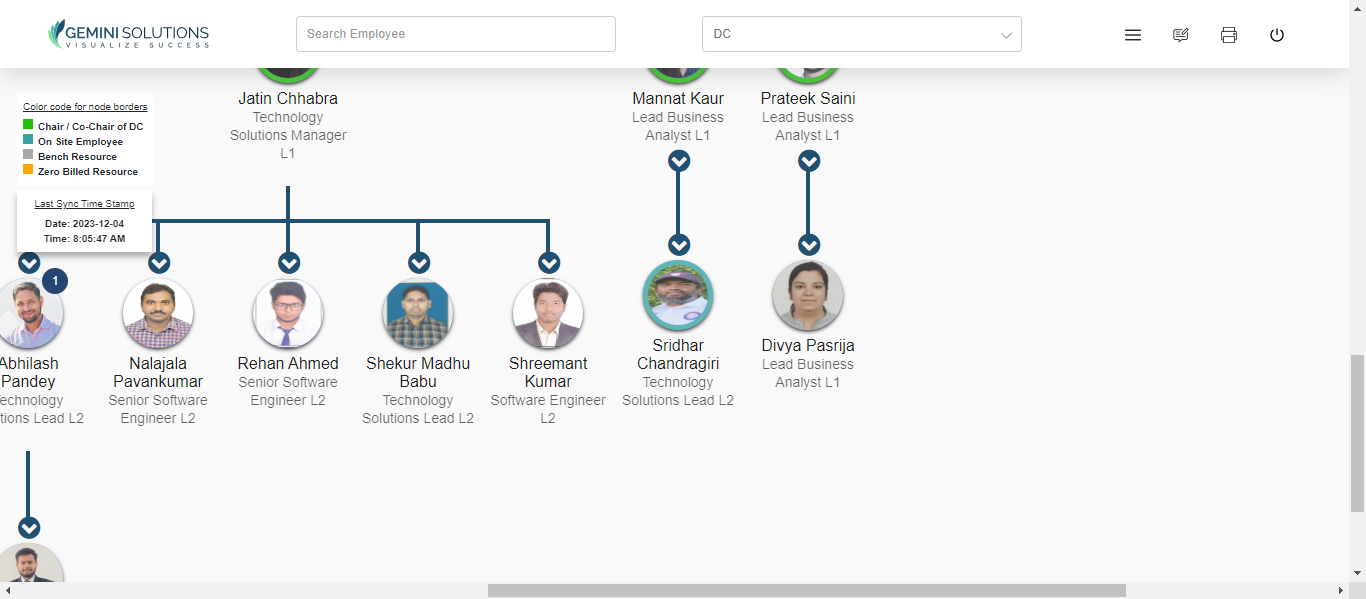 GEMINI SOLUTIONS
VISUALIZE SUCCESS
Search Employee
DC
Color code for node borders
Chair / Co-Chair of DC
On Site Employee
Bench Resource
Zero Billed Resource
Last Sync Time Stamp
Date: 2023-12-04
Time: 8:05:47 AM
Jatin Chhabra
Technology
Solutions Manager
L1
Mannat Kaur
Lead Business
Analyst L1
Prateek Saini
Lead Business
Analyst L1
1
Abhilash
Pandey
echnology
tions Lead L2
Nalajala
Pavankumar
Senior Software
Engineer L2
Rehan Ahmed
Senior Software
Engineer L2
Shekur Madhu
Babu
Technology
Solutions Lead L2
Shreemant
Kumar
Software Engineer
L2
Sridhar
Chandragiri
Technology
Solutions Lead L2
Divya Pasrija
Lead Business
Analyst L1